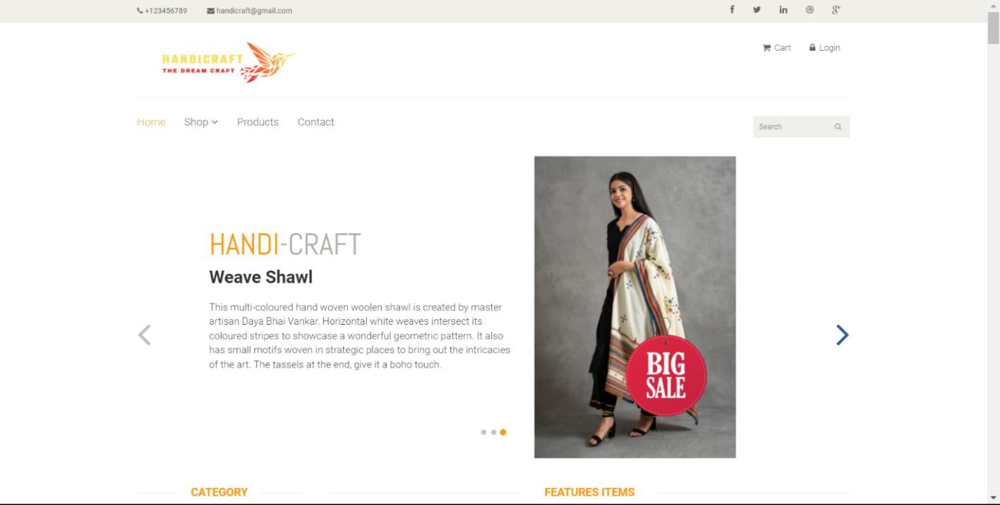 +123456789 handicraft@gmail.com
HANDICRAFT
THE DREAM CRAFT
Cart Login
Home Shop Products Contact
Search
HANDI-CRAFT
Weave Shawl
This multi-coloured hand woven woolen shawl is created by master
artisan Daya Bhai Vankar. Horizontal white weaves intersect its
coloured stripes to showcase a wonderful geometric pattern. It also
has small motifs woven in strategic places to bring out the intricacies
of the art. The tassels at the end, give it a boho touch.
BIG
SALE
CATEGORY FEATURES ITEMS